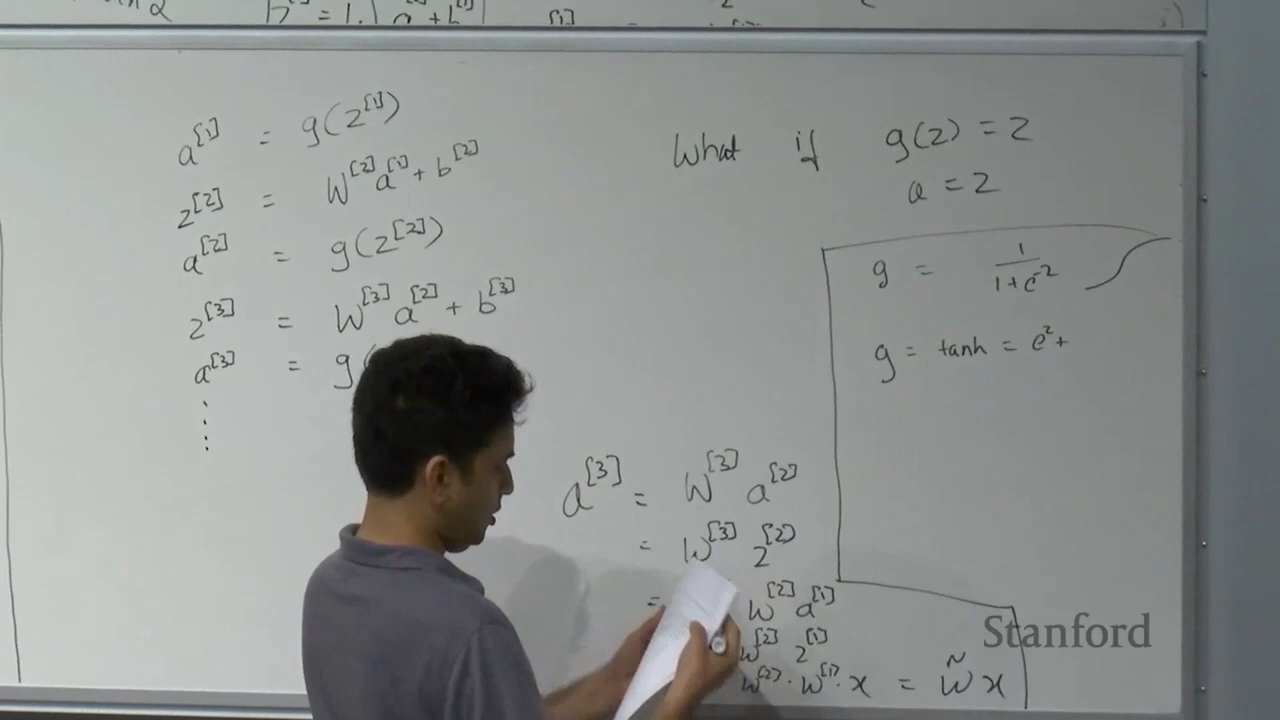 a^[1] = g(z^[1])
z^[2] = W^[2] a^[1] + b^[2]
a^[2] = g(z^[2])
z^[3] = W^[3] a^[2] + b^[3]
a^[3] = g(
⋮
What if g(z) = z
a = z
g = 1/(1+e^-z)
g = tanh = e^z +
a^[3] = W^[3] a^[2]
= W^[3] z^[2]
= W^[2] a^[1]
W^[2] z^[1]
W^[2] · W^[1] · x = W̃ x
Stanford